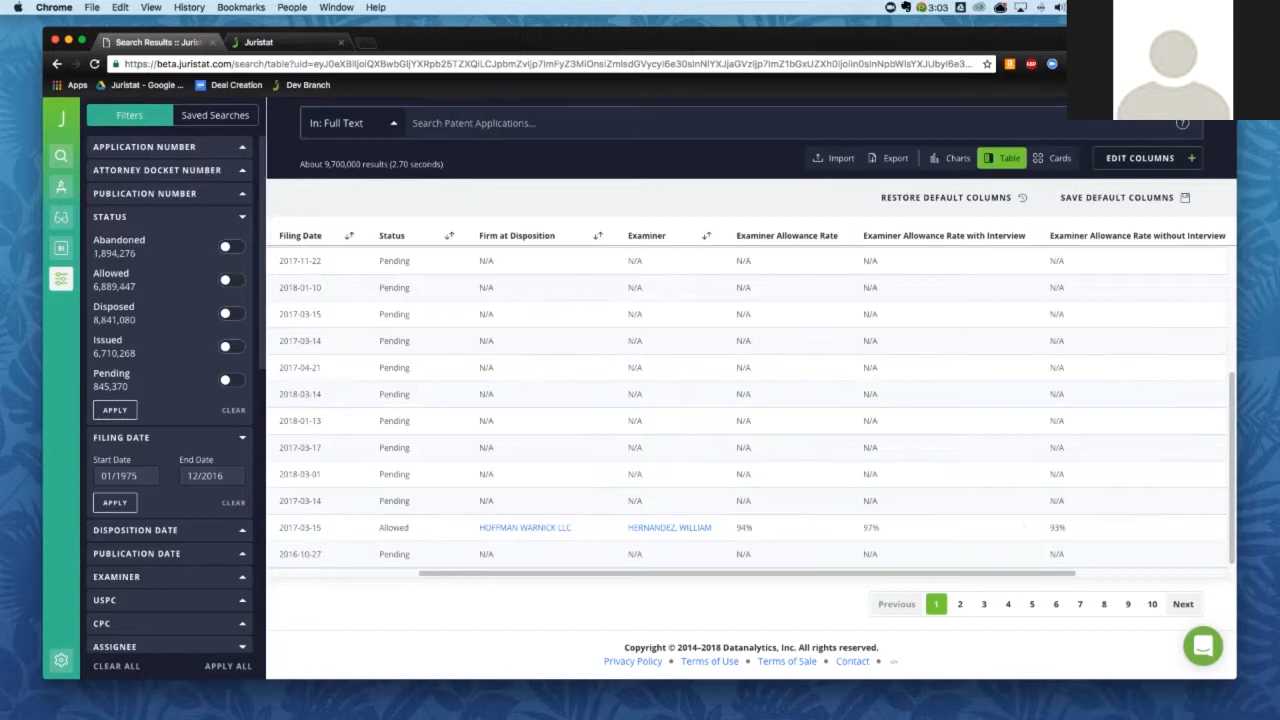 Chrome File Edit View History Bookmarks People Window Help 3:03
Search Results :: Juris Juristat
Apps Juristat - Google ... Deal Creation Dev Branch
J
Filters Saved Searches
APPLICATION NUMBER
ATTORNEY DOCKET NUMBER
PUBLICATION NUMBER
STATUS
Abandoned
1,894,276
Allowed
6,889,447
Disposed
8,841,080
Issued
6,710,268
Pending
845,370
APPLY CLEAR
FILING DATE
Start Date End Date
01/1975 12/2016
APPLY CLEAR
DISPOSITION DATE
PUBLICATION DATE
EXAMINER
USPC
CPC
ASSIGNEE
CLEAR ALL APPLY ALL
In: Full Text Search Patent Applications...
About 9,700,000 results (2.70 seconds)
Import Export Charts Table Cards EDIT COLUMNS +
RESTORE DEFAULT COLUMNS SAVE DEFAULT COLUMNS
Filing Date Status Firm at Disposition Examiner Examiner Allowance Rate Examiner Allowance Rate with Interview Examiner Allowance Rate without Interview
2017-11-22 Pending N/A N/A N/A N/A N/A
2018-01-10 Pending N/A N/A N/A N/A N/A
2017-03-15 Pending N/A N/A N/A N/A N/A
2017-03-14 Pending N/A N/A N/A N/A N/A
2017-04-21 Pending N/A N/A N/A N/A N/A
2018-03-14 Pending N/A N/A N/A N/A N/A
2018-01-13 Pending N/A N/A N/A N/A N/A
2017-03-17 Pending N/A N/A N/A N/A N/A
2018-03-01 Pending N/A N/A N/A N/A N/A
2017-03-14 Pending N/A N/A N/A N/A N/A
2017-03-15 Allowed HOFFMAN WARNICK LLC HERNANDEZ, WILLIAM 94% 97% 93%
2016-10-27 Pending N/A N/A N/A N/A N/A
Previous 1 2 3 4 5 6 7 8 9 10 Next
Copyright © 2014–2018 Datanalytics, Inc. All rights reserved.
Privacy Policy • Terms of Use • Terms of Sale • Contact • </>